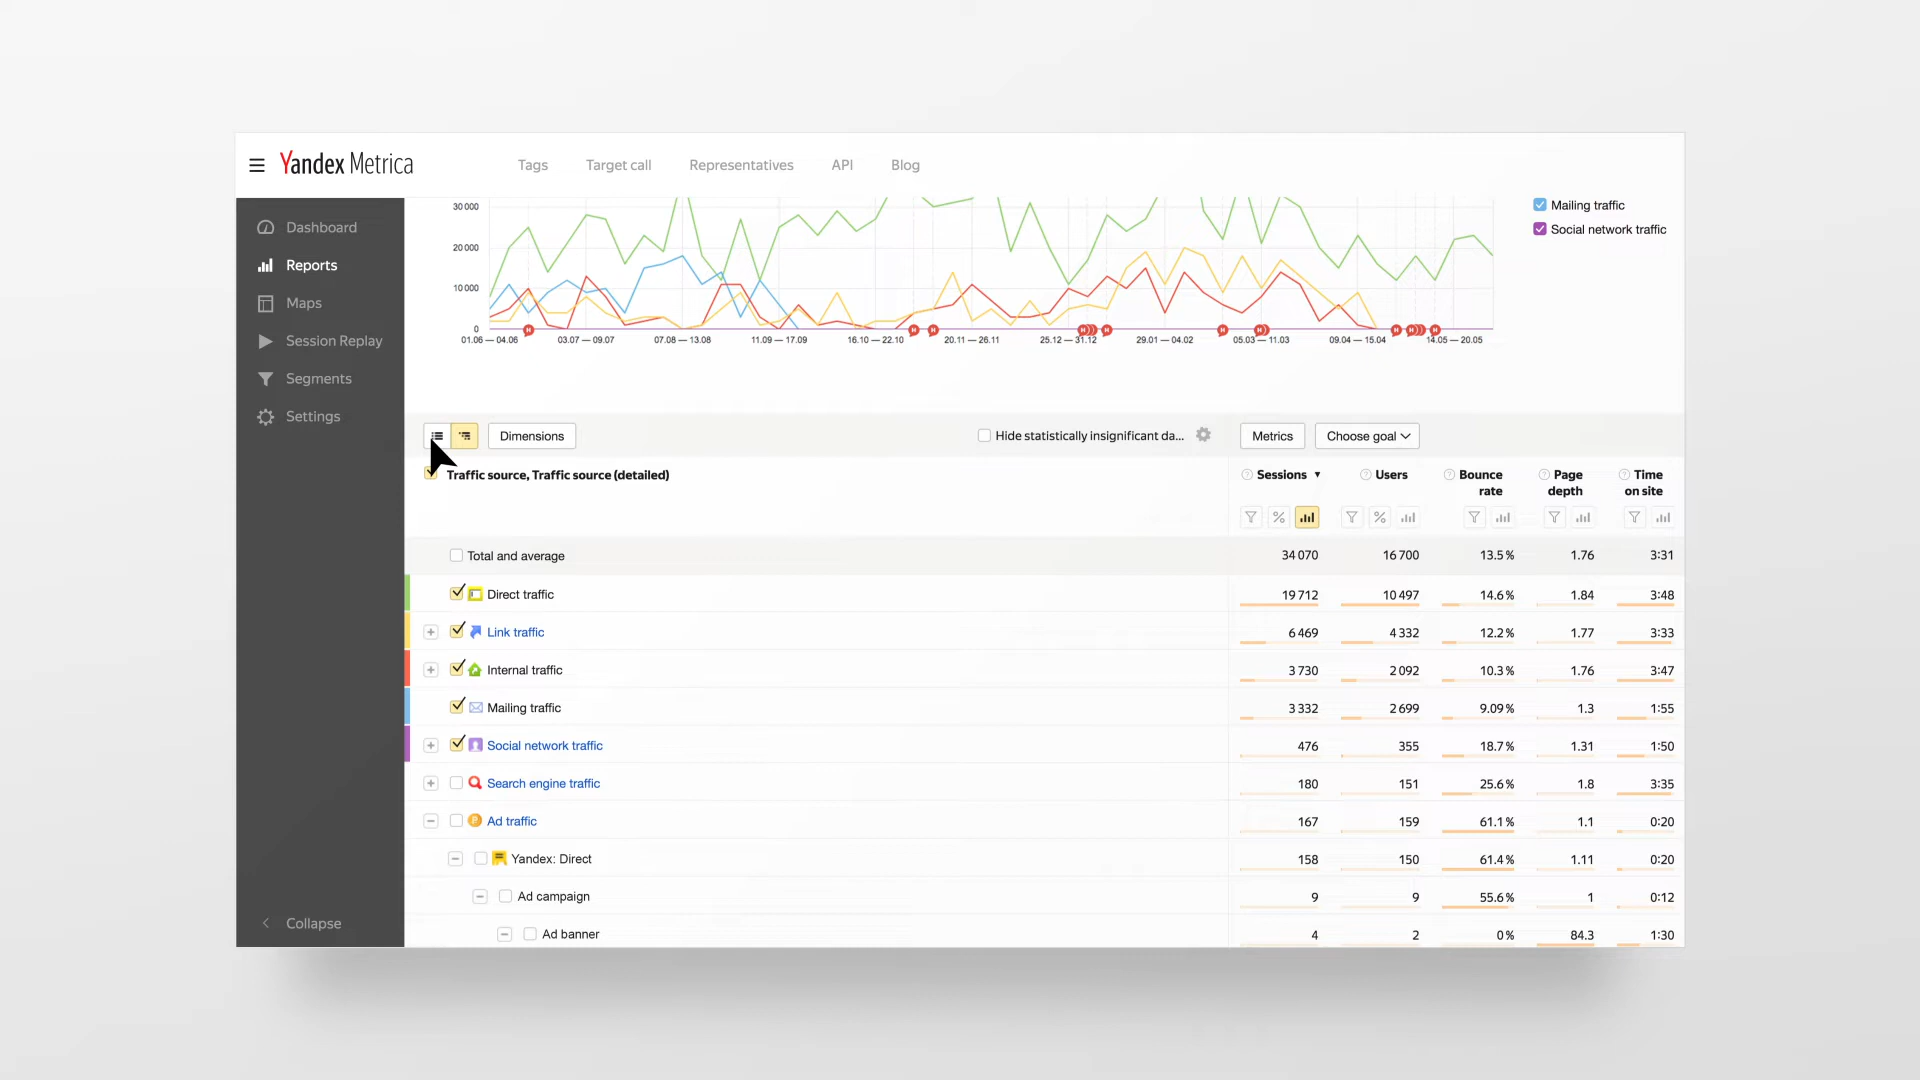 Yandex Metrica
Tags
Target call
Representatives
API
Blog
Dashboard
Reports
Maps
Session Replay
Segments
Settings
Collapse
30 000
20 000
10 000
0
01.06 — 04.06
03.07 — 09.07
07.08 — 13.08
11.09 — 17.09
16.10 — 22.10
20.11 — 26.11
25.12 — 31.12
29.01 — 04.02
05.03 — 11.03
09.04 — 15.04
14.05 — 20.05
Mailing traffic
Social network traffic
Dimensions
Hide statistically insignificant da...
Metrics
Choose goal
Traffic source, Traffic source (detailed)
Sessions ▼
Users
Bounce
rate
Page
depth
Time
on site
Total and average 34 070 16 700 13.5 % 1.76 3:31
Direct traffic 19 712 10 497 14.6 % 1.84 3:48
Link traffic 6 469 4 332 12.2 % 1.77 3:33
Internal traffic 3 730 2 092 10.3 % 1.76 3:47
Mailing traffic 3 332 2 699 9.09 % 1.3 1:55
Social network traffic 476 355 18.7 % 1.31 1:50
Search engine traffic 180 151 25.6 % 1.8 3:35
Ad traffic 167 159 61.1 % 1.1 0:20
Yandex: Direct 158 150 61.4 % 1.11 0:20
Ad campaign 9 9 55.6 % 1 0:12
Ad banner 4 2 0 % 84.3 1:30